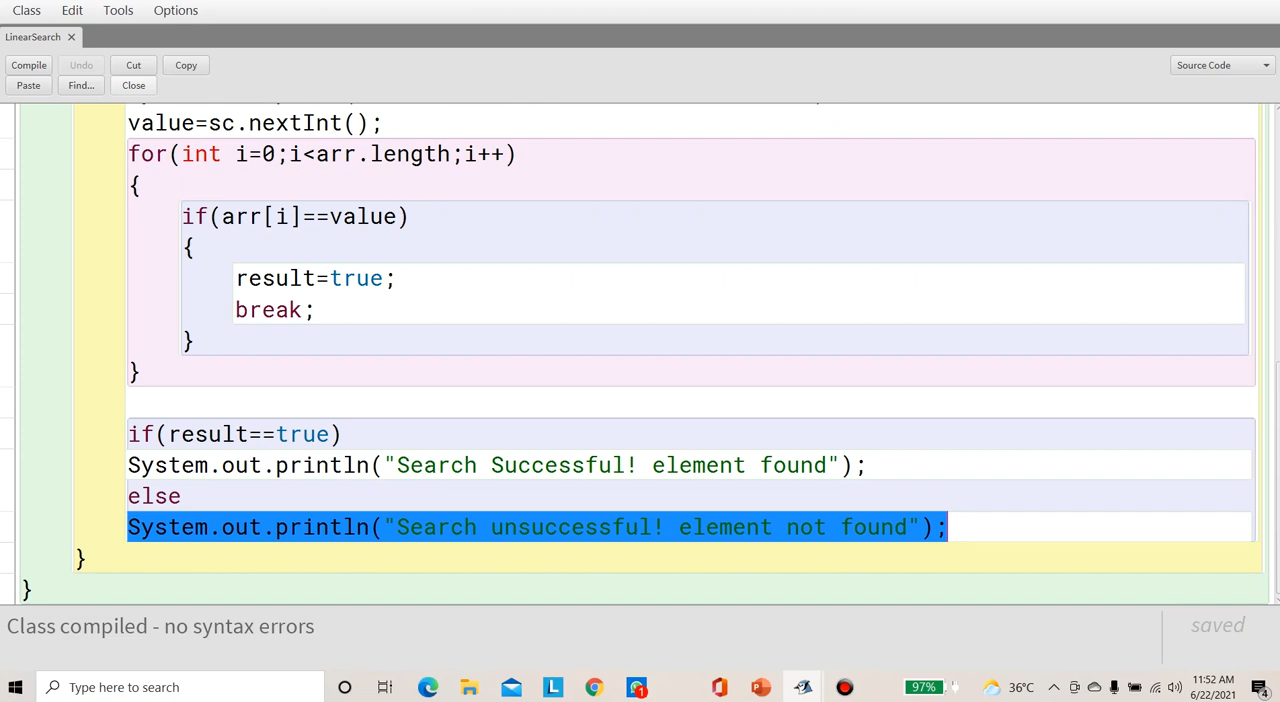 Class Edit Tools Options
LinearSearch ×
Compile Undo Cut Copy Source Code
Paste Find... Close
value=sc.nextInt();
for(int i=0;i<arr.length;i++)
{
if(arr[i]==value)
{
result=true;
break;
}
}
if(result==true)
System.out.println("Search Successful! element found");
else
System.out.println("Search unsuccessful! element not found");
}
}
Class compiled - no syntax errors saved
Type here to search L 1 97% 36°C 11:52 AM
6/22/2021 4